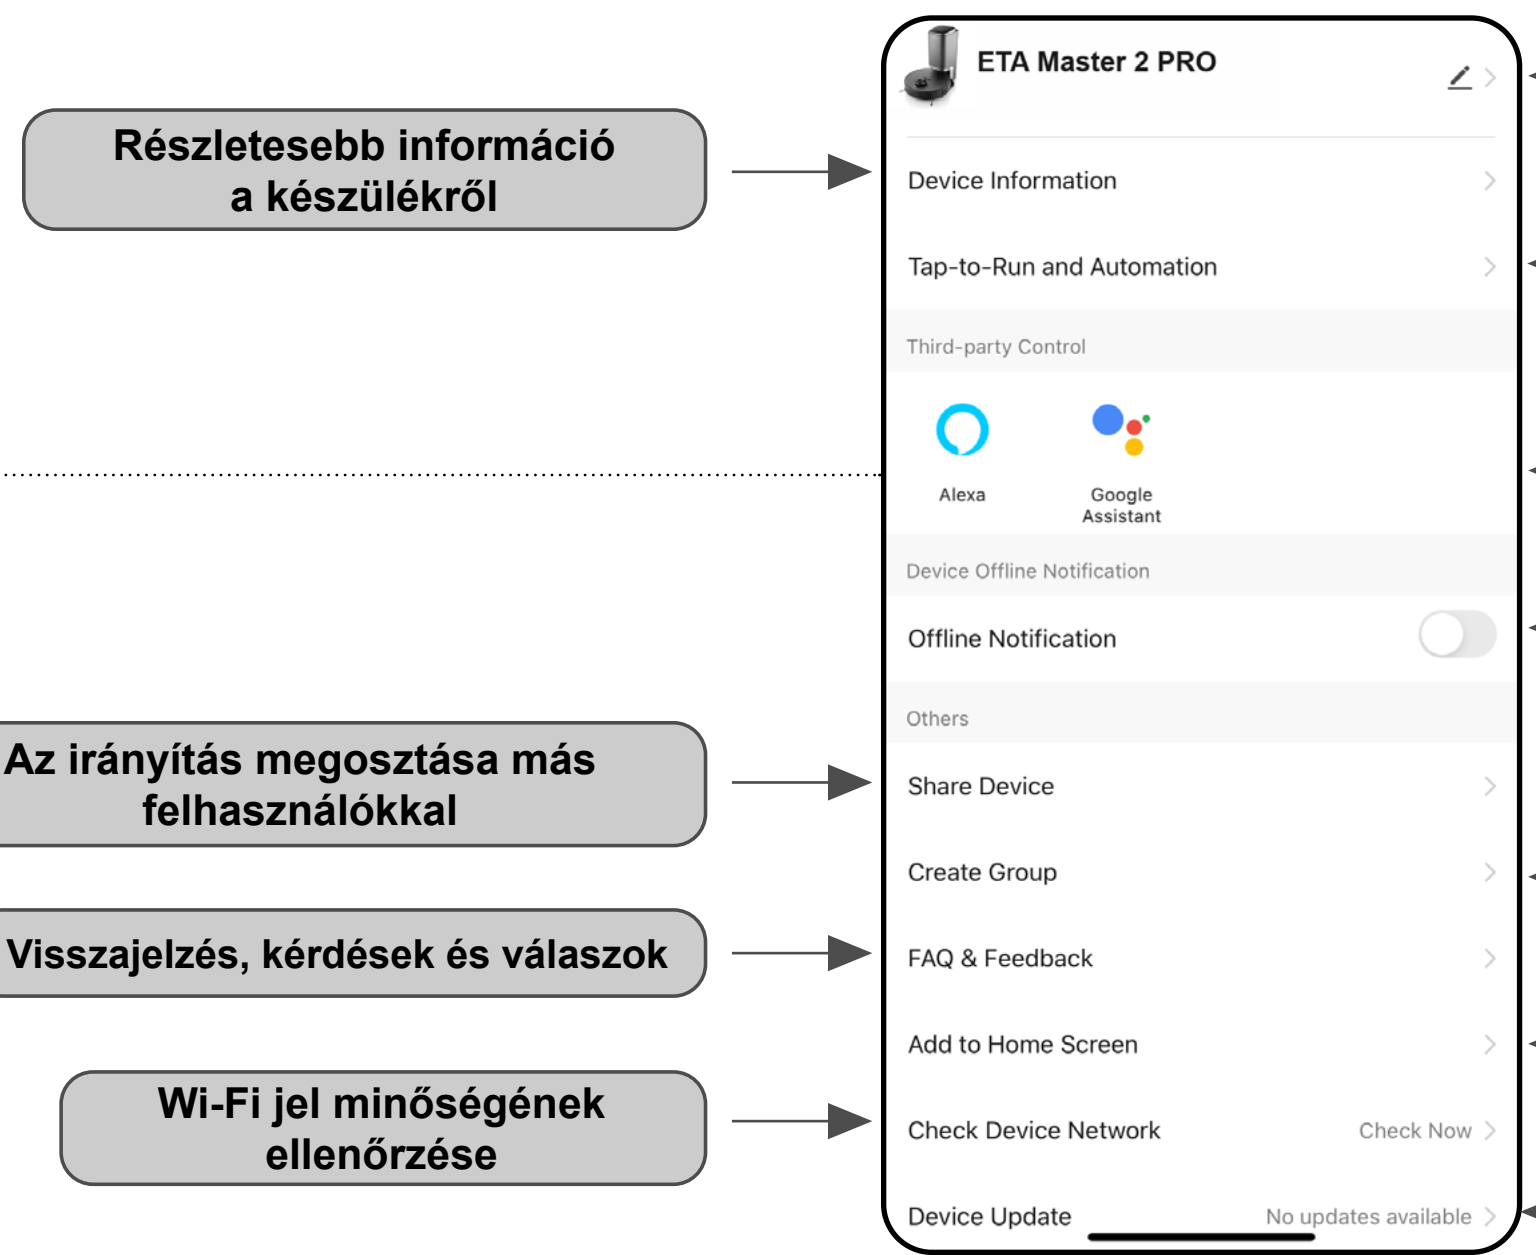 ETA Master 2 PRO
Részletesebb információ
a készülékről
Device Information
Tap-to-Run and Automation
Third-party Control
Alexa
Google
Assistant
Device Offline Notification
Offline Notification
Others
Az irányítás megosztása más
felhasználókkal
Share Device
Create Group
Visszajelzés, kérdések és válaszok
FAQ & Feedback
Add to Home Screen
Wi-Fi jel minőségének
ellenőrzése
Check Device Network Check Now
Device Update No updates available